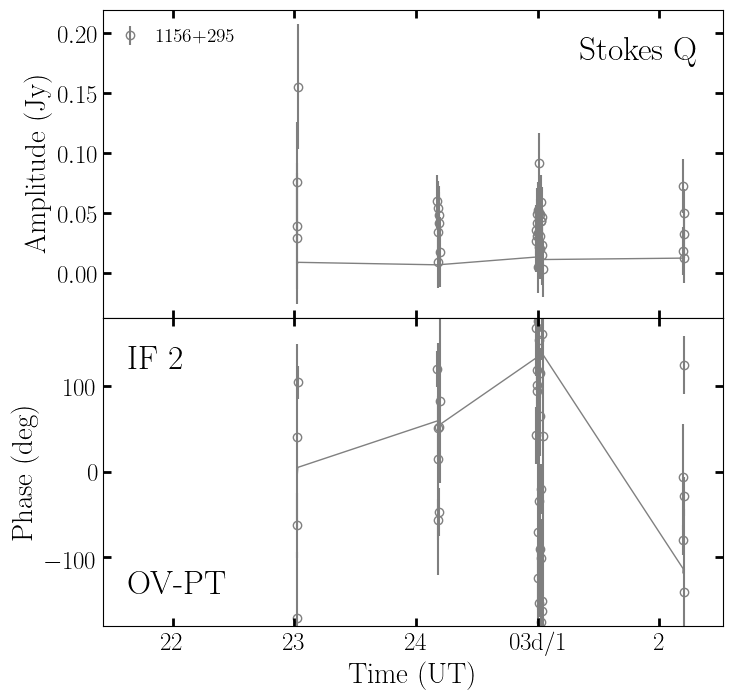 0.20
1156+295
Stokes Q
0.15
0.10
0.05
0.00
Amplitude (Jy)
IF 2
100
0
−100
Phase (deg)
OV-PT
22 23 24 03d/1 2
Time (UT)